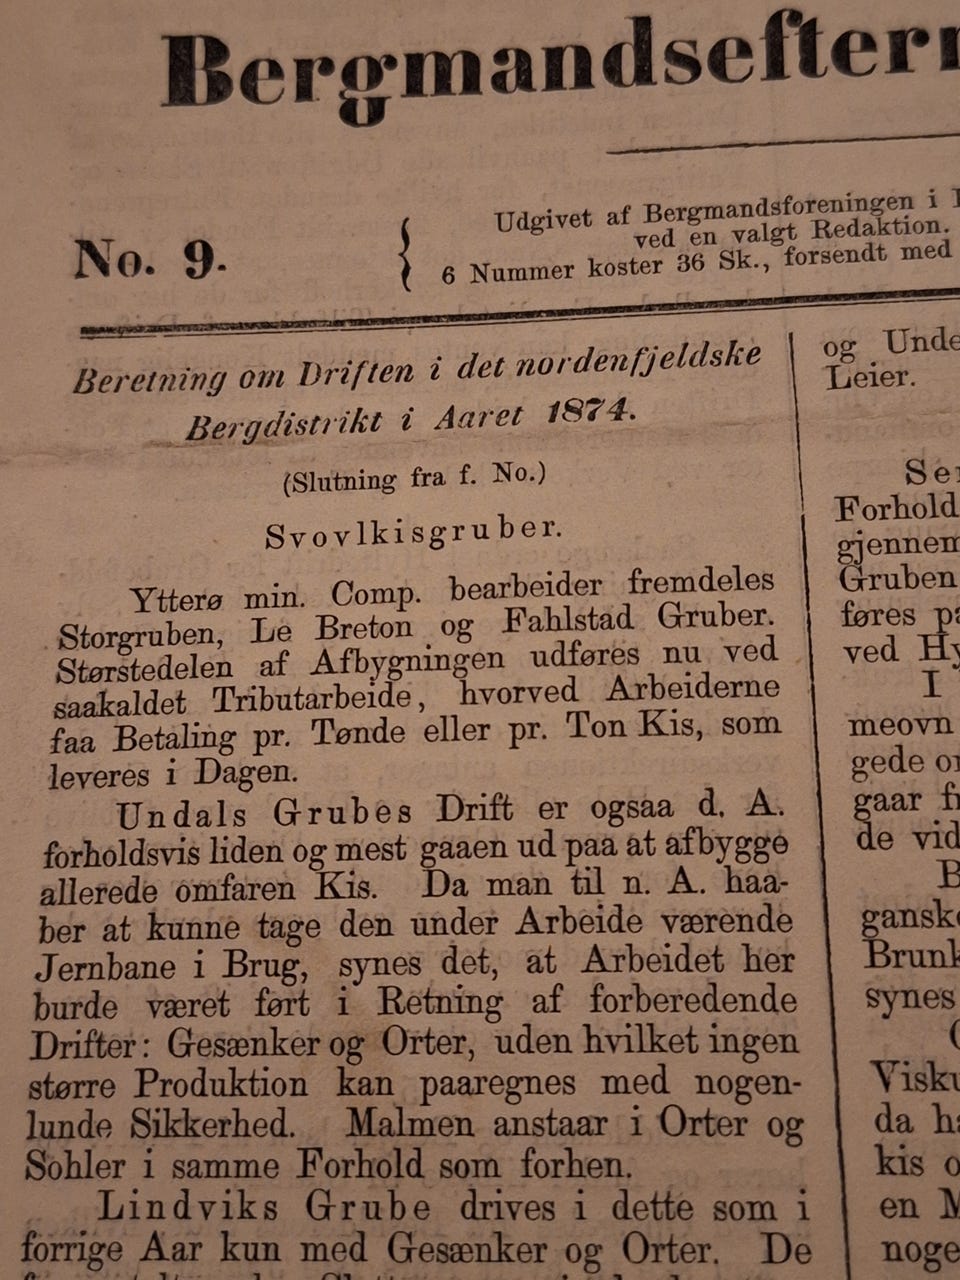 Bergmandseftern
No. 9.
Udgivet af Bergmandsforeningen i
ved en valgt Redaktion.
6 Nummer koster 36 Sk., forsendt med
Beretning om Driften i det nordenfjeldske
Bergdistrikt i Aaret 1874.
(Slutning fra f. No.)
Svovlkisgruber.
Ytterø min. Comp. bearbeider fremdeles
Storgruben, Le Breton og Fahlstad Gruber.
Størstedelen af Afbygningen udføres nu ved
saakaldet Tributarbeide, hvorved Arbeiderne
faa Betaling pr. Tønde eller pr. Ton Kis, som
leveres i Dagen.
Undals Grubes Drift er ogsaa d. A.
forholdsvis liden og mest gaaen ud paa at afbygge
allerede omfaren Kis. Da man til n. A. haa-
ber at kunne tage den under Arbeide værende
Jernbane i Brug, synes det, at Arbeidet her
burde været ført i Retning af forberedende
Drifter: Gesænker og Orter, uden hvilket ingen
større Produktion kan paaregnes med nogen-
lunde Sikkerhed. Malmen anstaar i Orter og
Sohler i samme Forhold som forhen.
Lindviks Grube drives i dette som i
forrige Aar kun med Gesænker og Orter. De
og Unde
Leier.
Ser
Forhold
gjennem
Gruben
føres pa
ved Hy
I
meovn
gede or
gaar fr
de vid
B
ganske
Brunk
synes
Visku
da ha
kis o
en M
noge